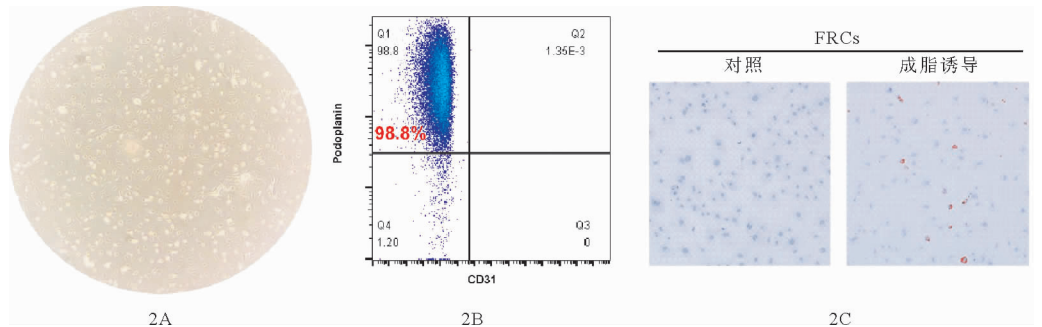 Q1
98.8
Q2
1.35E-3
98.8%
Podoplanin
Q4
1.20
Q3
0
CD31
FRCs
对照
成脂诱导
2A
2B
2C